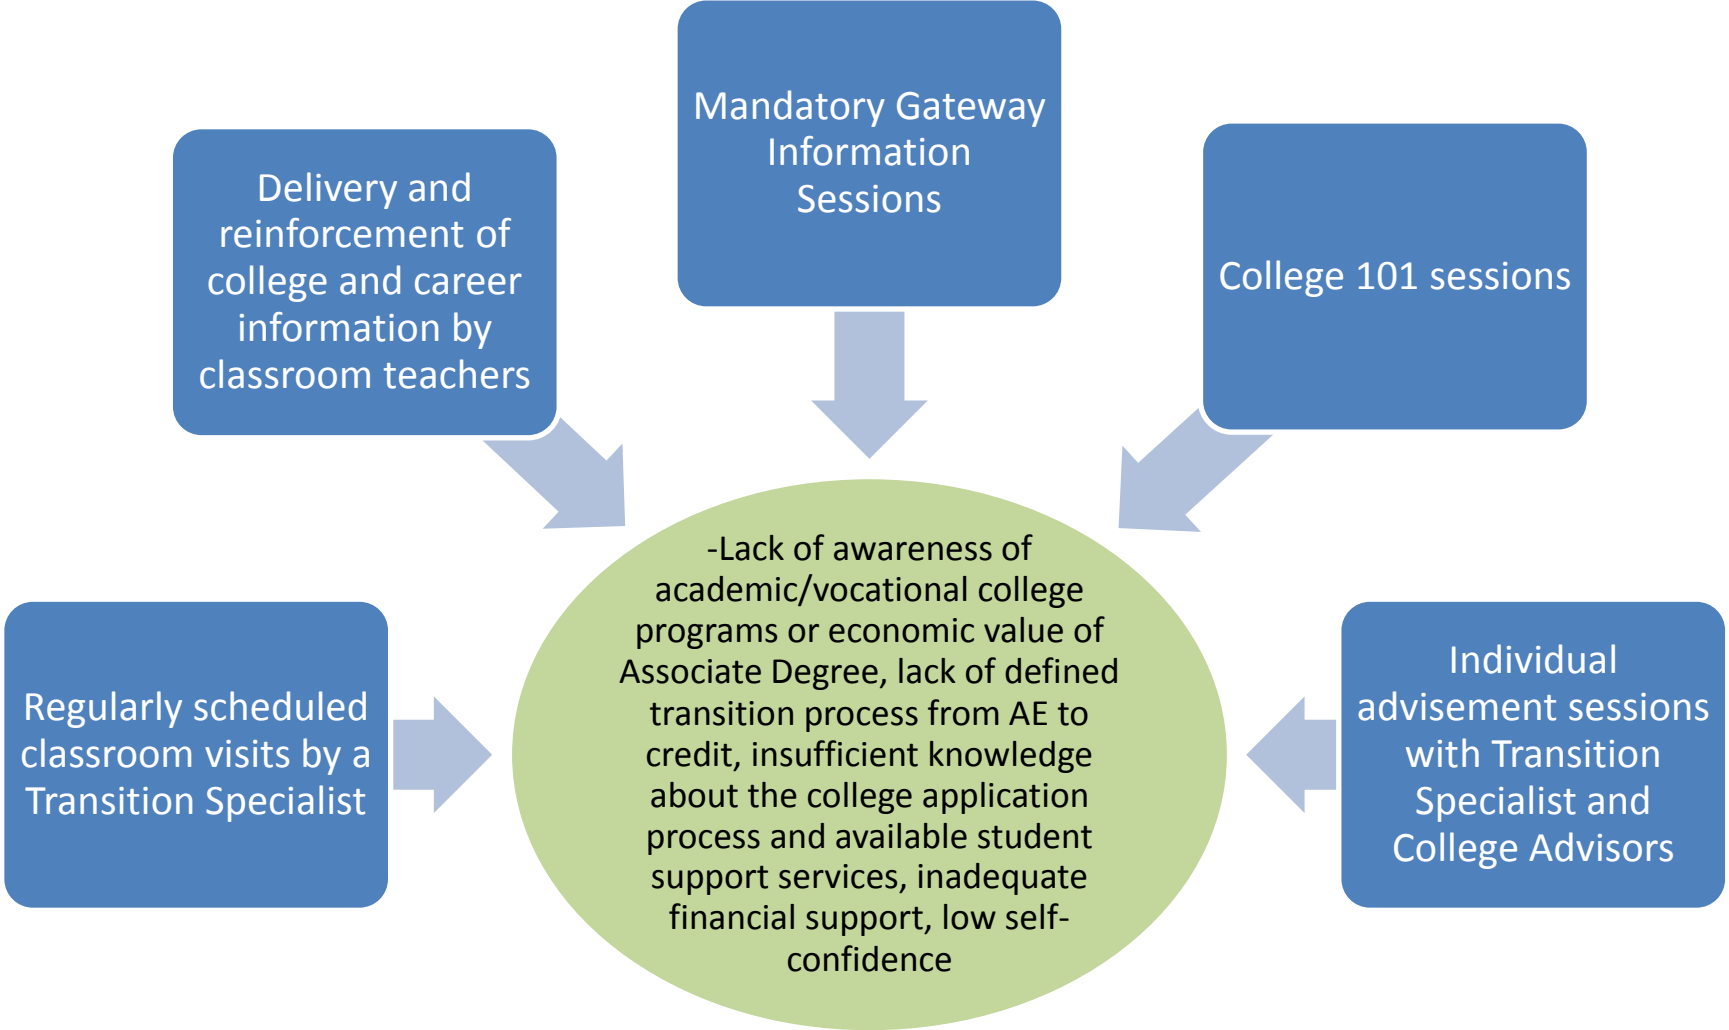 Mandatory Gateway
Information
Sessions
Delivery and
reinforcement of
college and career
information by
classroom teachers
College 101 sessions
Regularly scheduled
classroom visits by a
Transition Specialist
-Lack of awareness of
academic/vocational college
programs or economic value of
Associate Degree, lack of defined
transition process from AE to
credit, insufficient knowledge
about the college application
process and available student
support services, inadequate
financial support, low self-
confidence
Individual
advisement sessions
with Transition
Specialist and
College Advisors